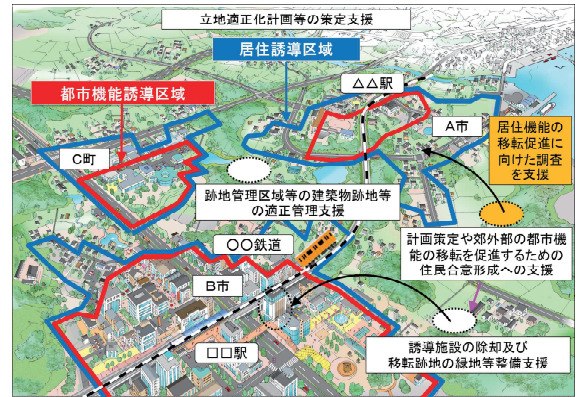 立地適正化計画等の策定支援
居住誘導区域
△△駅
都市機能誘導区域
A市
居住機能の
移転促進に
向けた調査
を支援
C町
跡地管理区域等の建築物跡地等
の適正管理支援
〇〇鉄道
計画策定や郊外部の都市機
能の移転を促進するための
住民合意形成への支援
B市
□□駅
誘導施設の除却及び
移転跡地の緑地等整備支援